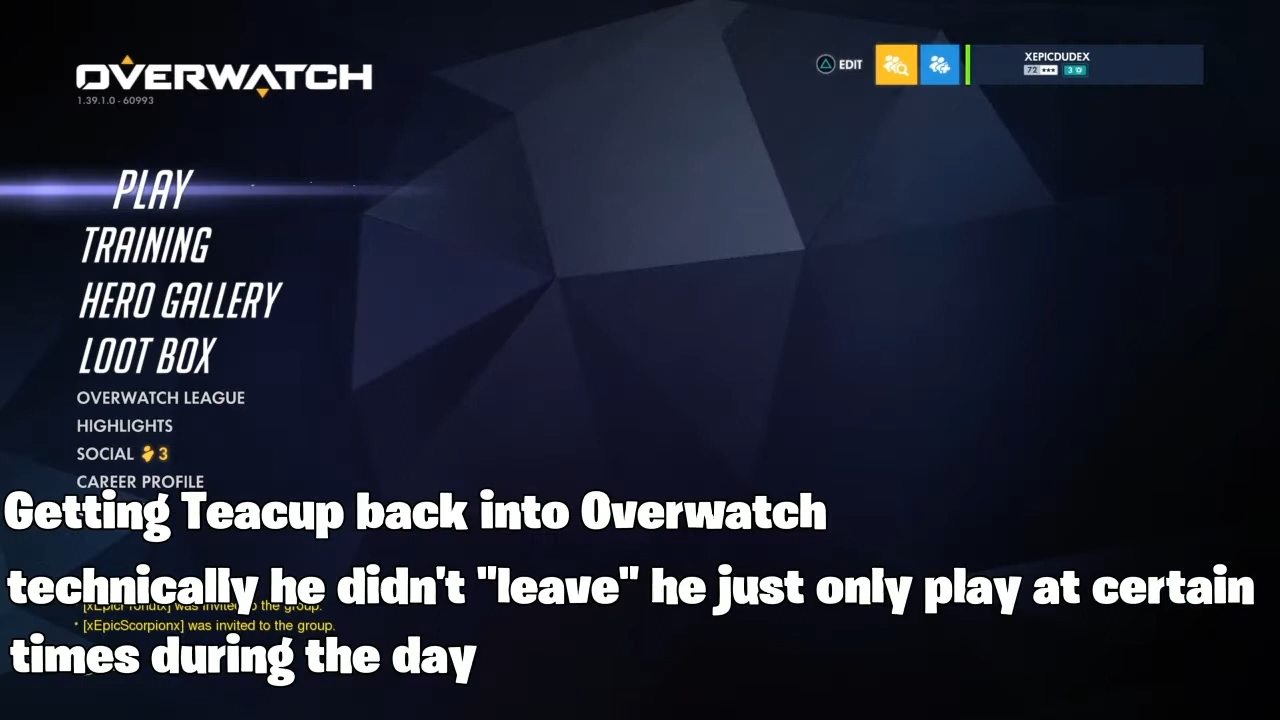 OVERWATCH
1.39.1.0 - 60993
EDIT
XEPICDUDEX
72
3
PLAY
TRAINING
HERO GALLERY
LOOT BOX
OVERWATCH LEAGUE
HIGHLIGHTS
SOCIAL 3
CAREER PROFILE
Getting Teacup back into Overwatch
technically he didn't "leave" he just only play at certain
was invited to the group.
* [xEpicScorpionx] was invited to the group.
times during the day